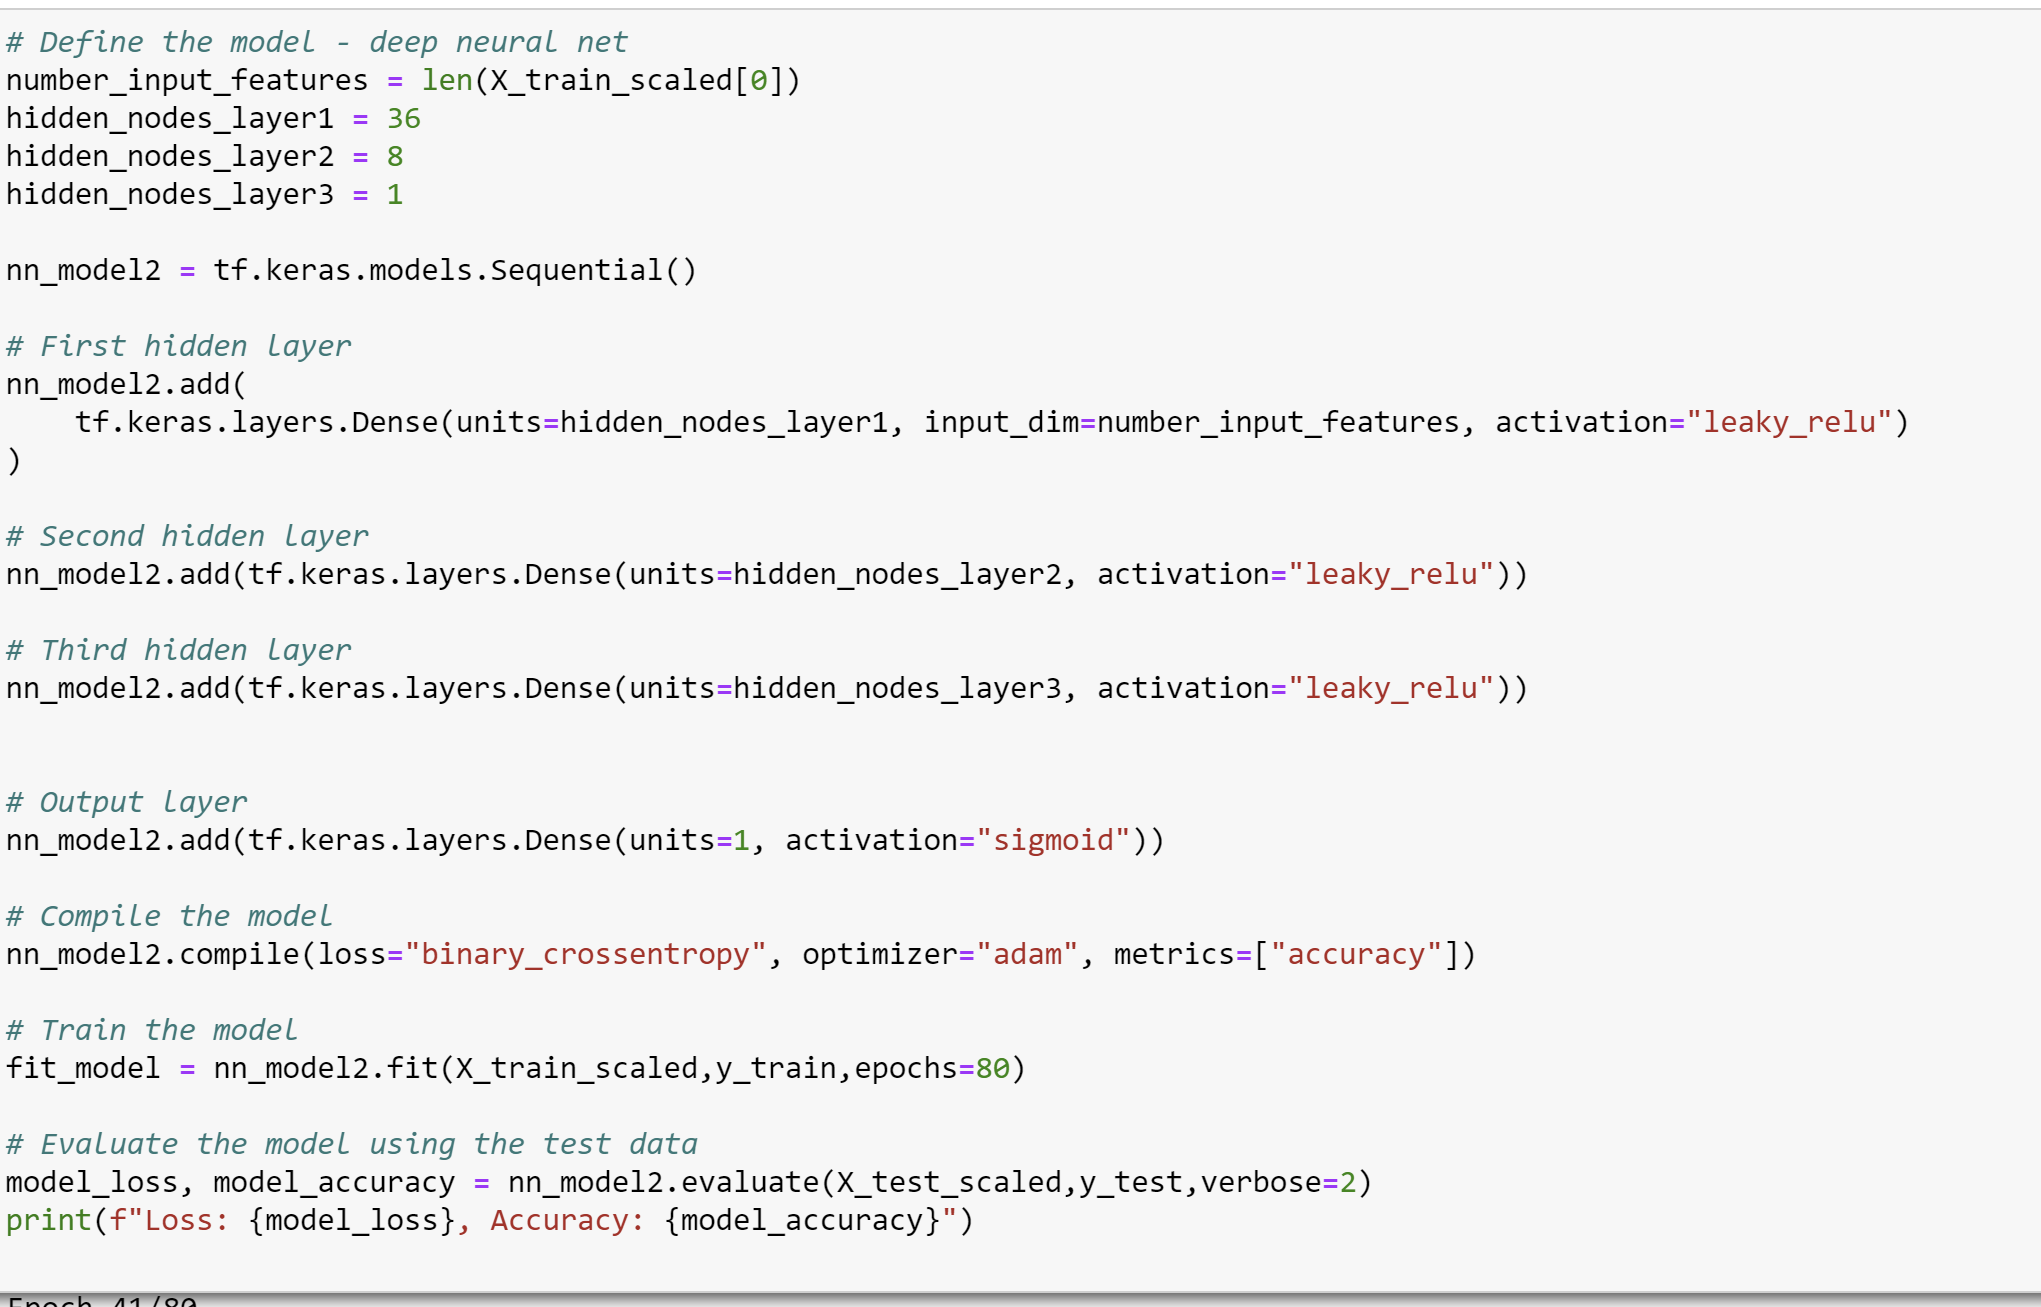 # Define the model - deep neural net
number_input_features = len(X_train_scaled[0])
hidden_nodes_layer1 = 36
hidden_nodes_layer2 = 8
hidden_nodes_layer3 = 1
nn_model2 = tf.keras.models.Sequential()
# First hidden layer
nn_model2.add(
    tf.keras.layers.Dense(units=hidden_nodes_layer1, input_dim=number_input_features, activation="leaky_relu")
)
# Second hidden layer
nn_model2.add(tf.keras.layers.Dense(units=hidden_nodes_layer2, activation="leaky_relu"))
# Third hidden layer
nn_model2.add(tf.keras.layers.Dense(units=hidden_nodes_layer3, activation="leaky_relu"))
# Output layer
nn_model2.add(tf.keras.layers.Dense(units=1, activation="sigmoid"))
# Compile the model
nn_model2.compile(loss="binary_crossentropy", optimizer="adam", metrics=["accuracy"])
# Train the model
fit_model = nn_model2.fit(X_train_scaled,y_train,epochs=80)
# Evaluate the model using the test data
model_loss, model_accuracy = nn_model2.evaluate(X_test_scaled,y_test,verbose=2)
print(f"Loss: {model_loss}, Accuracy: {model_accuracy}")
Epoch 41/80